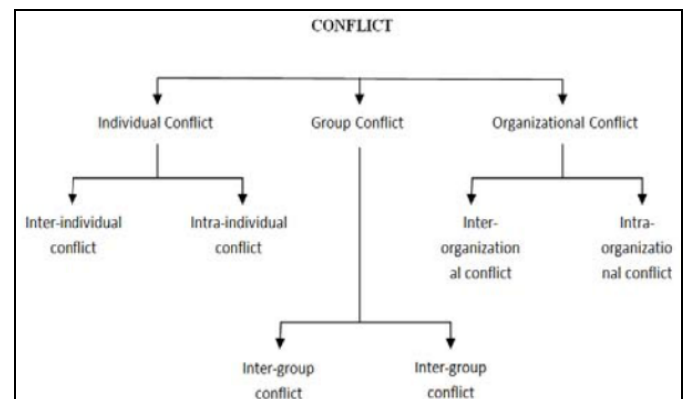 CONFLICT
Individual Conflict
Group Conflict
Organizational Conflict
Inter-individual
conflict
Intra-individual
conflict
Inter-
organization
al conflict
Intra-
organizatio
nal conflict
Inter-group
conflict
Inter-group
conflict